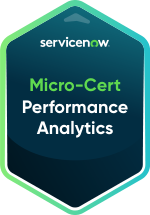 servicenow.
Micro-Cert
Performance
Analytics